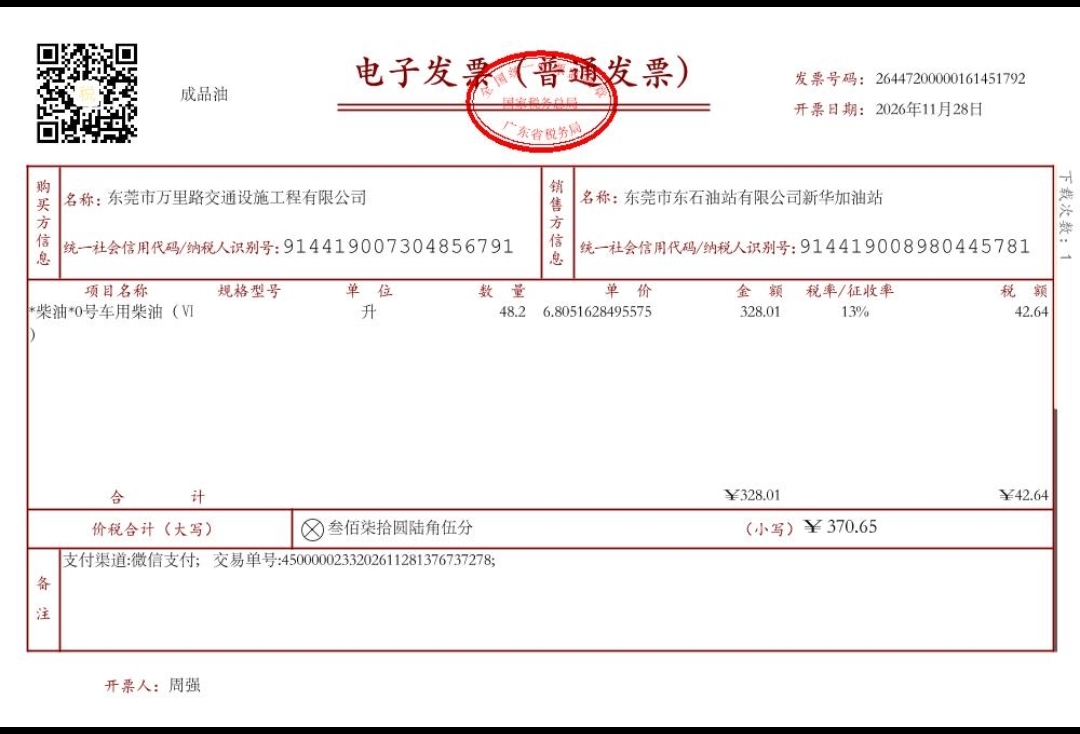 电子发票（普通发票）
成品油
国家税务总局
广东省税务局
发票号码：26447200000161451792
开票日期：2026年11月28日
购买方信息
名称：东莞市万里路交通设施工程有限公司
统一社会信用代码/纳税人识别号：914419007304856791
销售方信息
名称：东莞市东石油站有限公司新华加油站
统一社会信用代码/纳税人识别号：914419008980445781
下载次数：1
项目名称 规格型号 单位 数量 单价 金额 税率/征收率 税额
*柴油*0号车用柴油（Ⅵ 升 48.2 6.8051628495575 328.01 13% 42.64
）
合计 ¥328.01 ¥42.64
价税合计（大写） 叁佰柒拾圆陆角伍分 （小写）¥370.65
备注
支付渠道:微信支付; 交易单号:4500000233202611281376737278;
开票人：周强